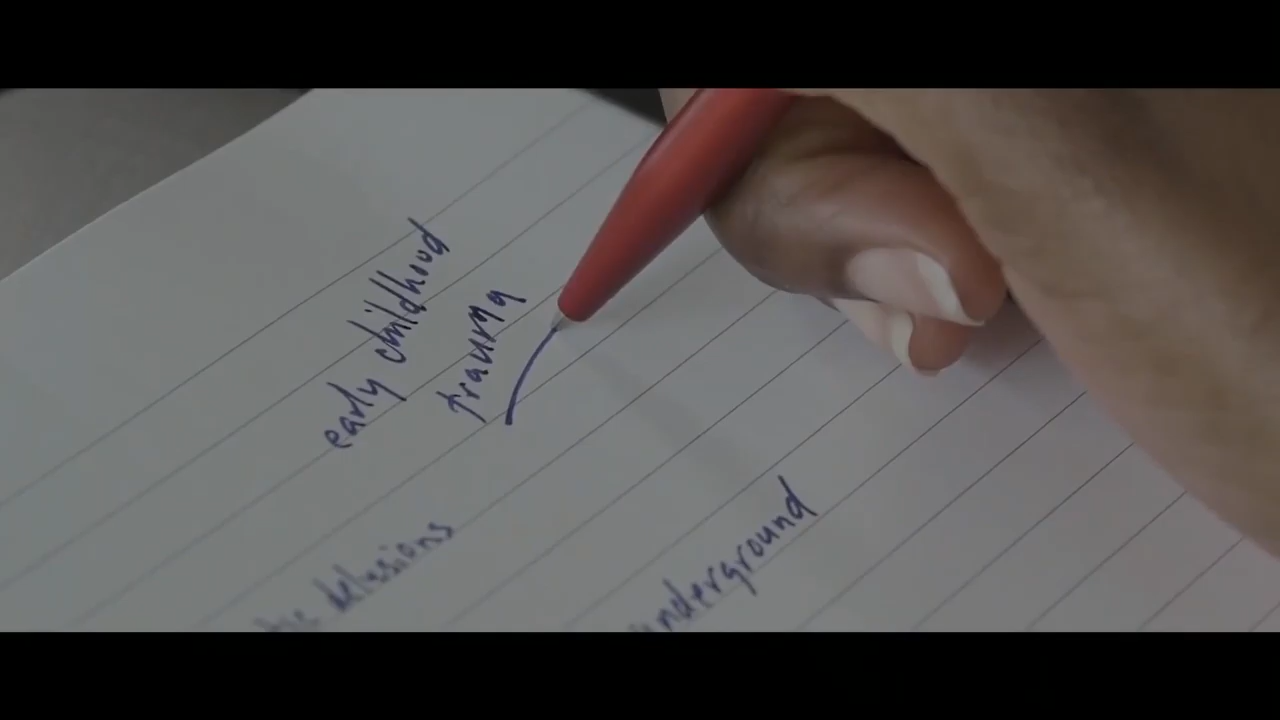 early childhood
trauma
delusions
underground